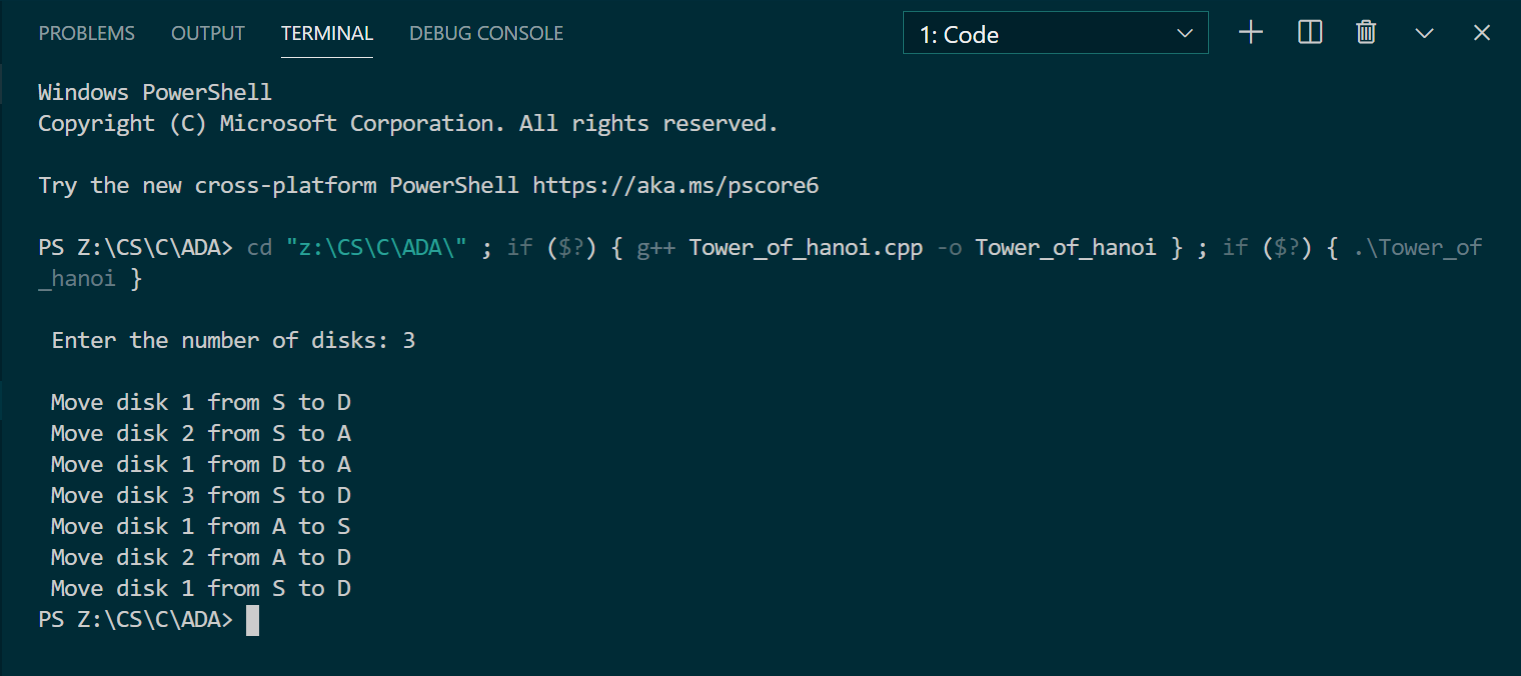 PROBLEMS OUTPUT TERMINAL DEBUG CONSOLE 1: Code
Windows PowerShell
Copyright (C) Microsoft Corporation. All rights reserved.
Try the new cross-platform PowerShell https://aka.ms/pscore6
PS Z:\CS\C\ADA> cd "z:\CS\C\ADA\" ; if ($?) { g++ Tower_of_hanoi.cpp -o Tower_of_hanoi } ; if ($?) { .\Tower_of
_hanoi }
Enter the number of disks: 3
Move disk 1 from S to D
Move disk 2 from S to A
Move disk 1 from D to A
Move disk 3 from S to D
Move disk 1 from A to S
Move disk 2 from A to D
Move disk 1 from S to D
PS Z:\CS\C\ADA>